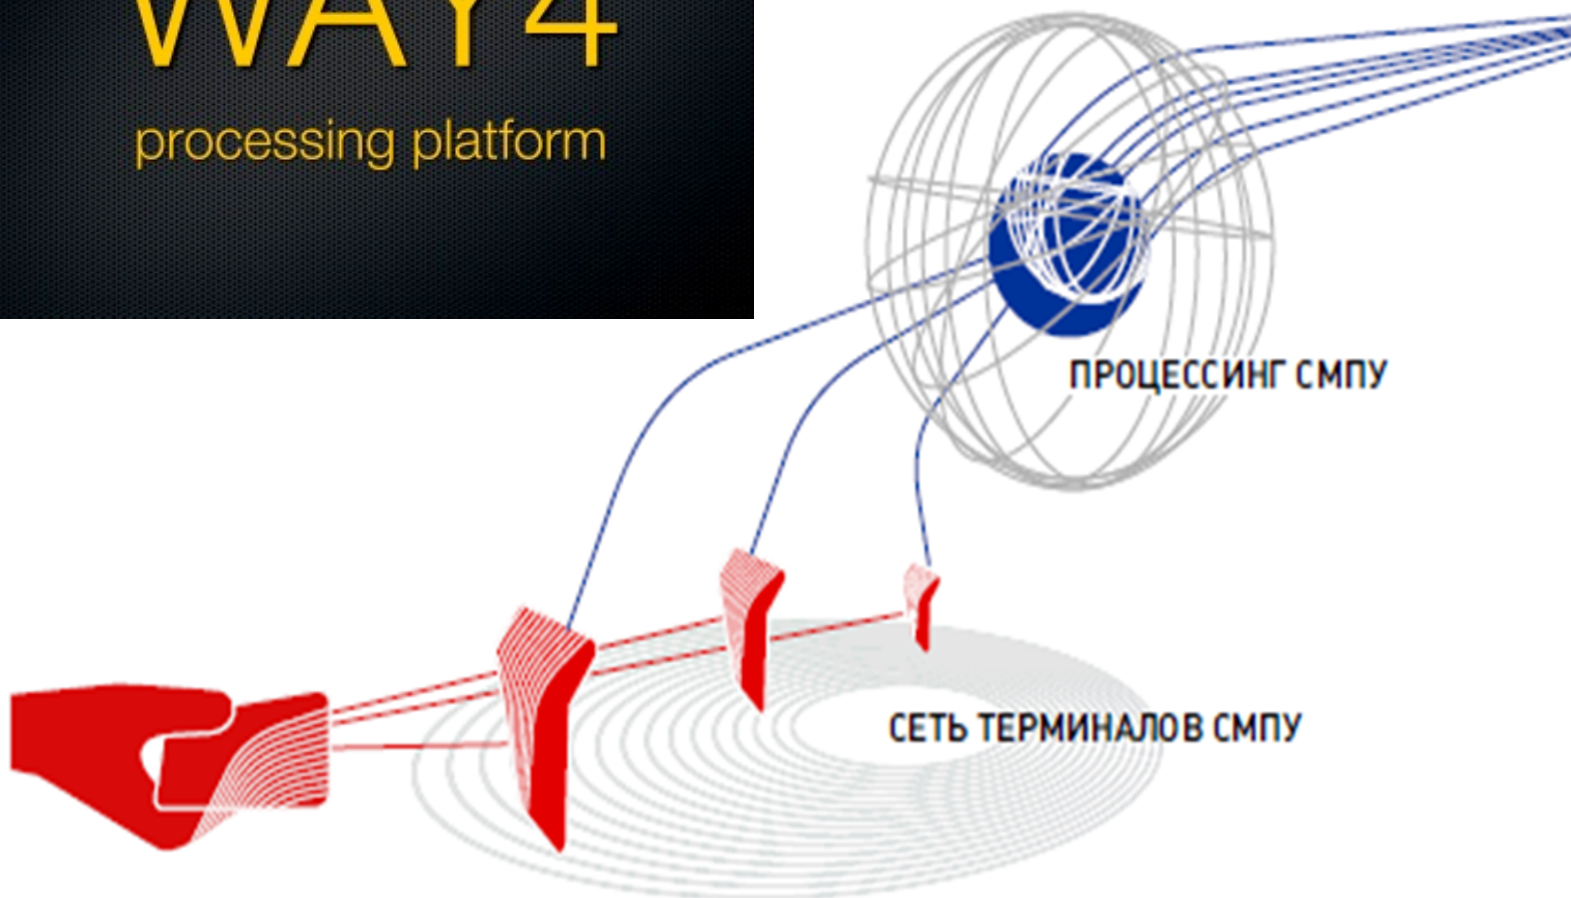 WAY4
processing platform
ПРОЦЕССИНГ СМПУ
СЕТЬ ТЕРМИНАЛОВ СМПУ